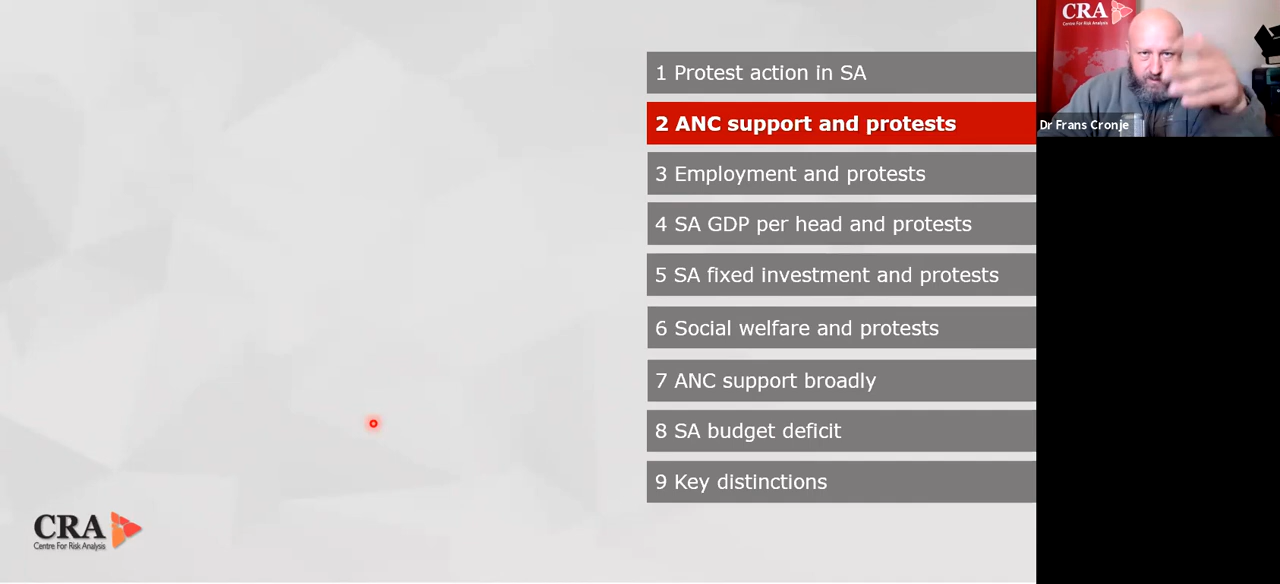 1 Protest action in SA
2 ANC support and protests
3 Employment and protests
4 SA GDP per head and protests
5 SA fixed investment and protests
6 Social welfare and protests
7 ANC support broadly
8 SA budget deficit
9 Key distinctions
CRA
Centre For Risk Analysis
CRA
Centre For Risk Analysis
Dr Frans Cronje